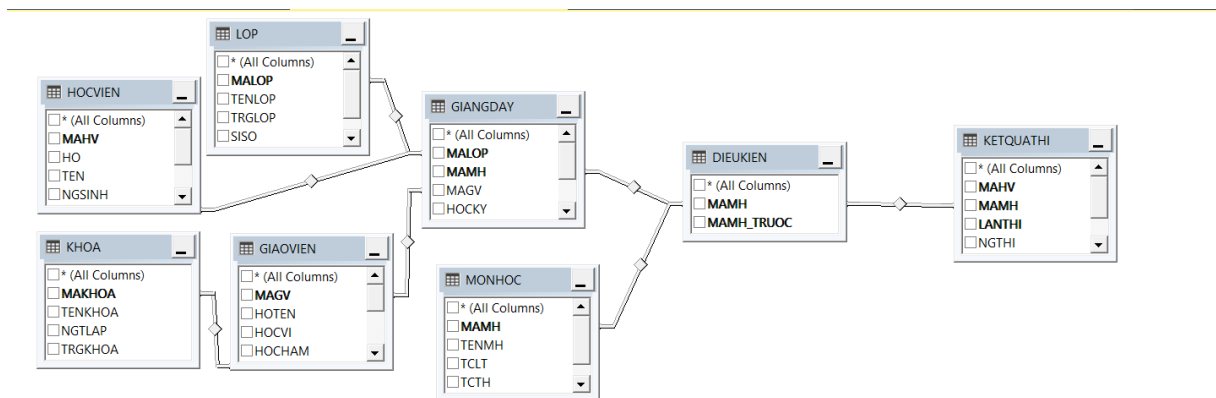 LOP
* (All Columns)
MALOP
TENLOP
TRGLOP
SISO
HOCVIEN
* (All Columns)
MAHV
HO
TEN
NGSINH
GIANGDAY
* (All Columns)
MALOP
MAMH
MAGV
HOCKY
DIEUKIEN
* (All Columns)
MAMH
MAMH_TRUOC
KETQUATHI
* (All Columns)
MAHV
MAMH
LANTHI
NGTHI
KHOA
* (All Columns)
MAKHOA
TENKHOA
NGTLAP
TRGKHOA
GIAOVIEN
* (All Columns)
MAGV
HOTEN
HOCVI
HOCHAM
MONHOC
* (All Columns)
MAMH
TENMH
TCLT
TCTH